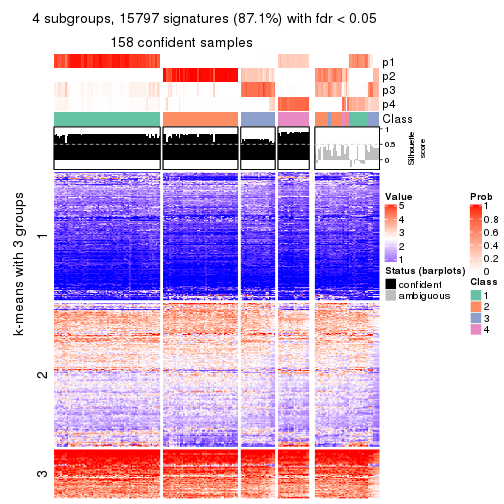 4 subgroups, 15797 signatures (87.1%) with fdr < 0.05
158 confident samples
p1
p2
p3
p4
Class
1
0.5
0
Silhouette
score
k-means with 3 groups
1
2
3
Value
5
4
3
2
1
Prob
1
0.8
0.6
0.4
0.2
0
Status (barplots)
confident
ambiguous
Class
1
2
3
4